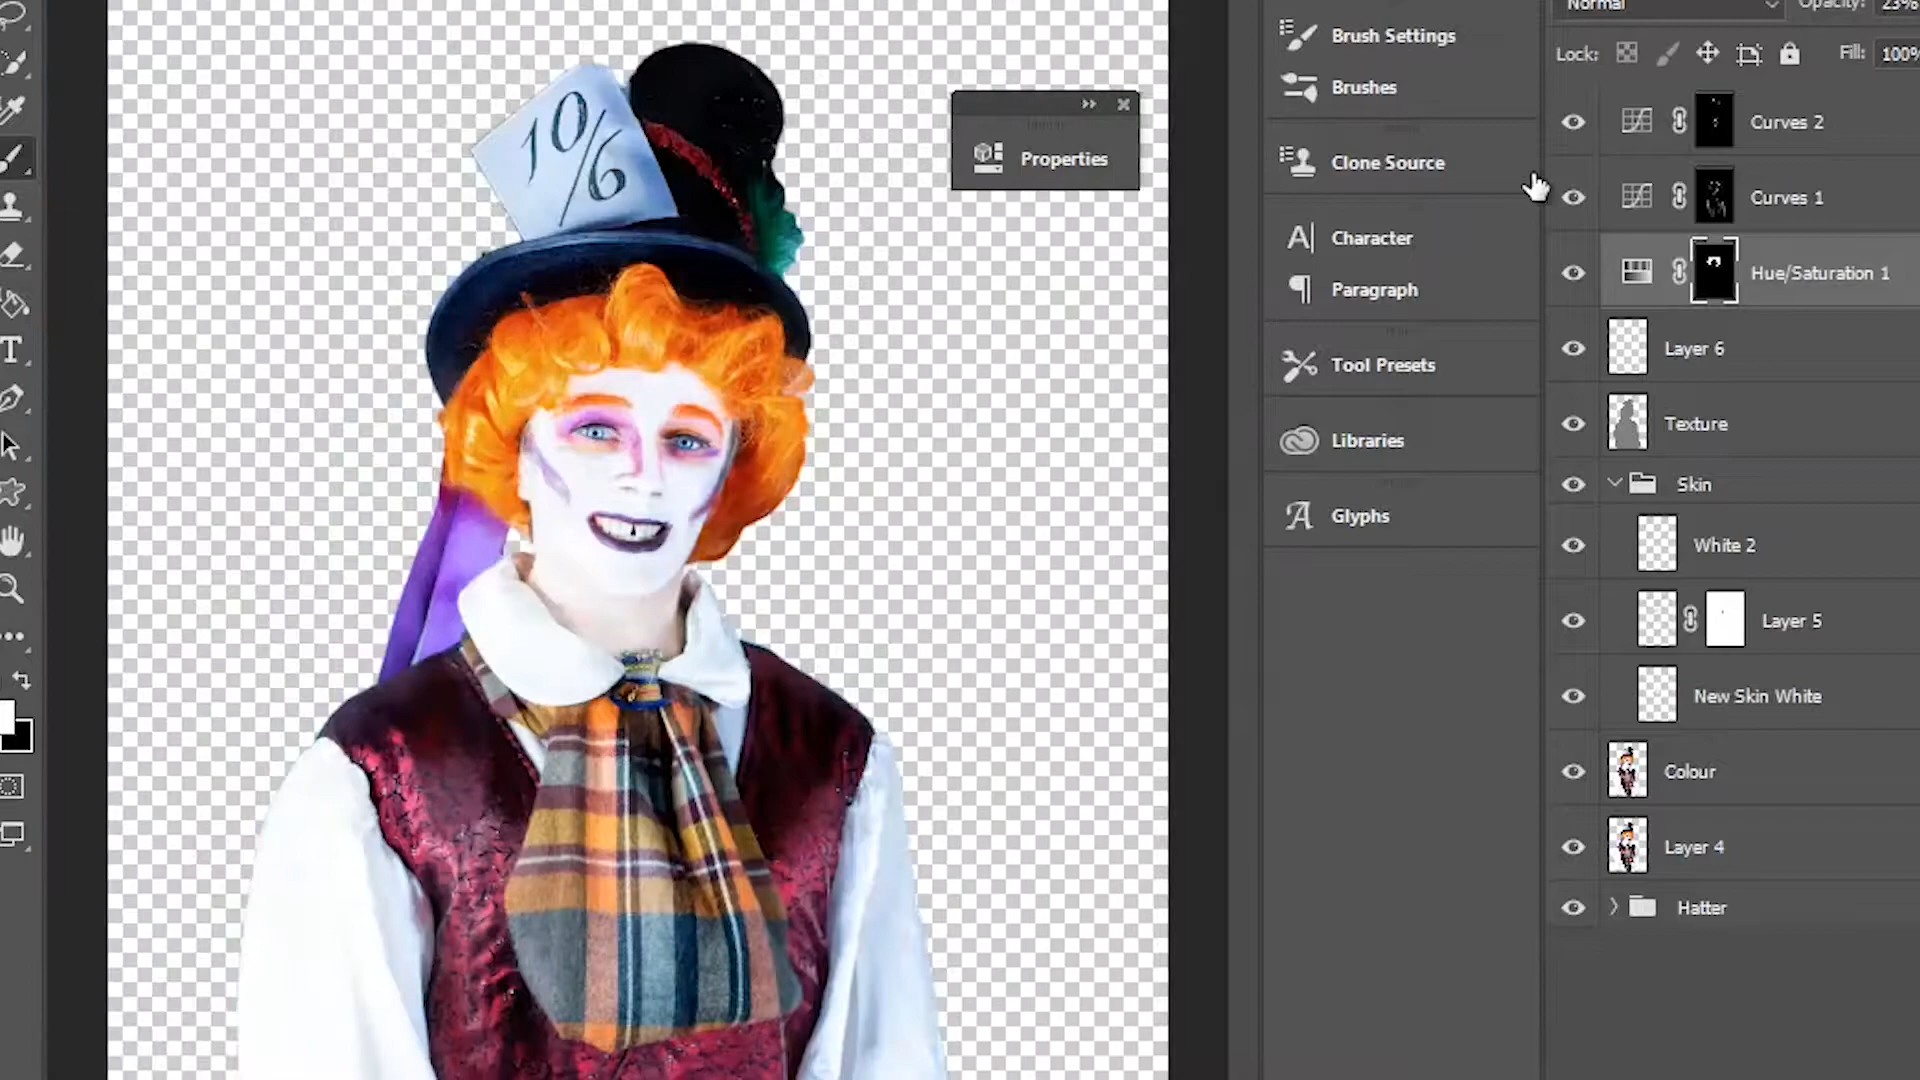 Normal
Opacity: 23%
Brush Settings
Lock:
Fill: 100%
Brushes
Curves 2
10/6
Properties
Clone Source
Curves 1
Character
Hue/Saturation 1
Paragraph
Layer 6
Tool Presets
Texture
Libraries
Skin
Glyphs
White 2
Layer 5
New Skin White
Colour
Layer 4
Hatter